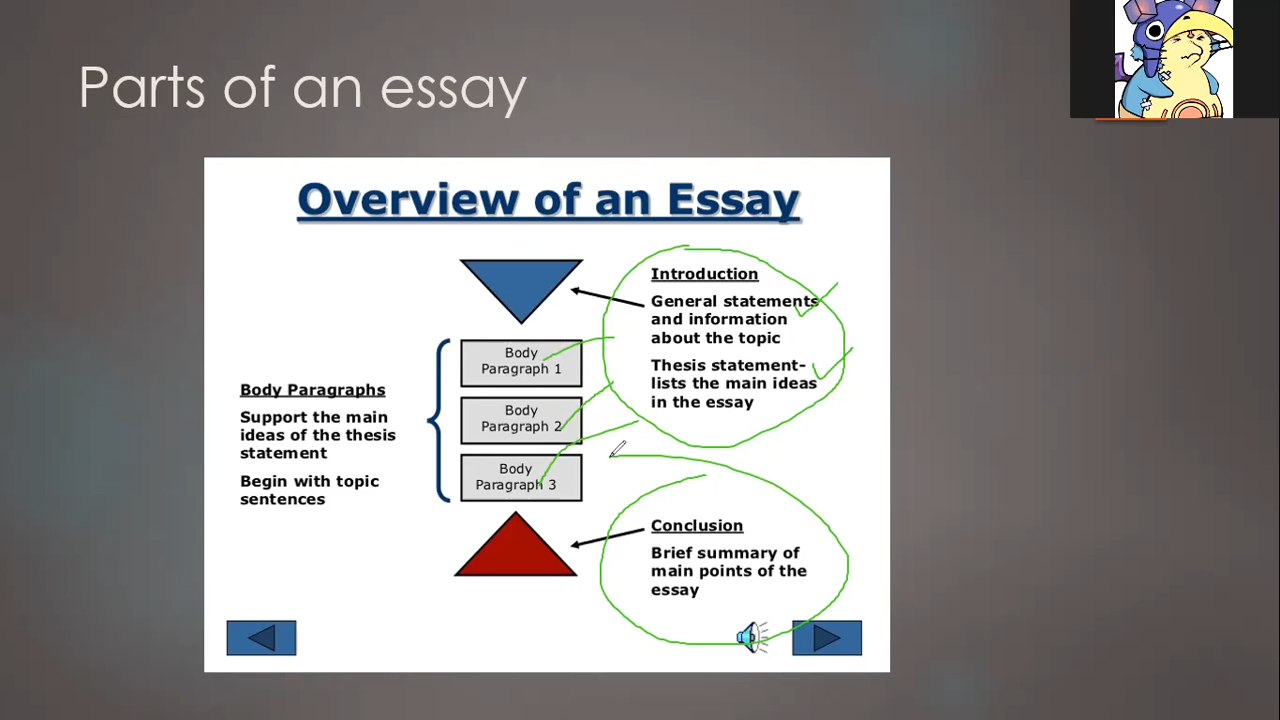 Parts of an essay
Overview of an Essay
Introduction
General statements
and information
about the topic
Thesis statement-
lists the main ideas
in the essay
Body
Paragraph 1
Body
Paragraph 2
Body
Paragraph 3
Body Paragraphs
Support the main
ideas of the thesis
statement
Begin with topic
sentences
Conclusion
Brief summary of
main points of the
essay